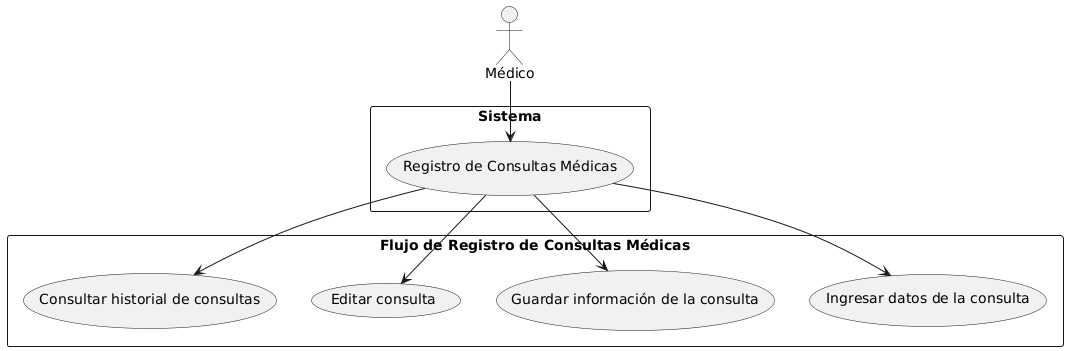 Médico
Sistema
Registro de Consultas Médicas
Flujo de Registro de Consultas Médicas
Consultar historial de consultas
Editar consulta
Guardar información de la consulta
Ingresar datos de la consulta